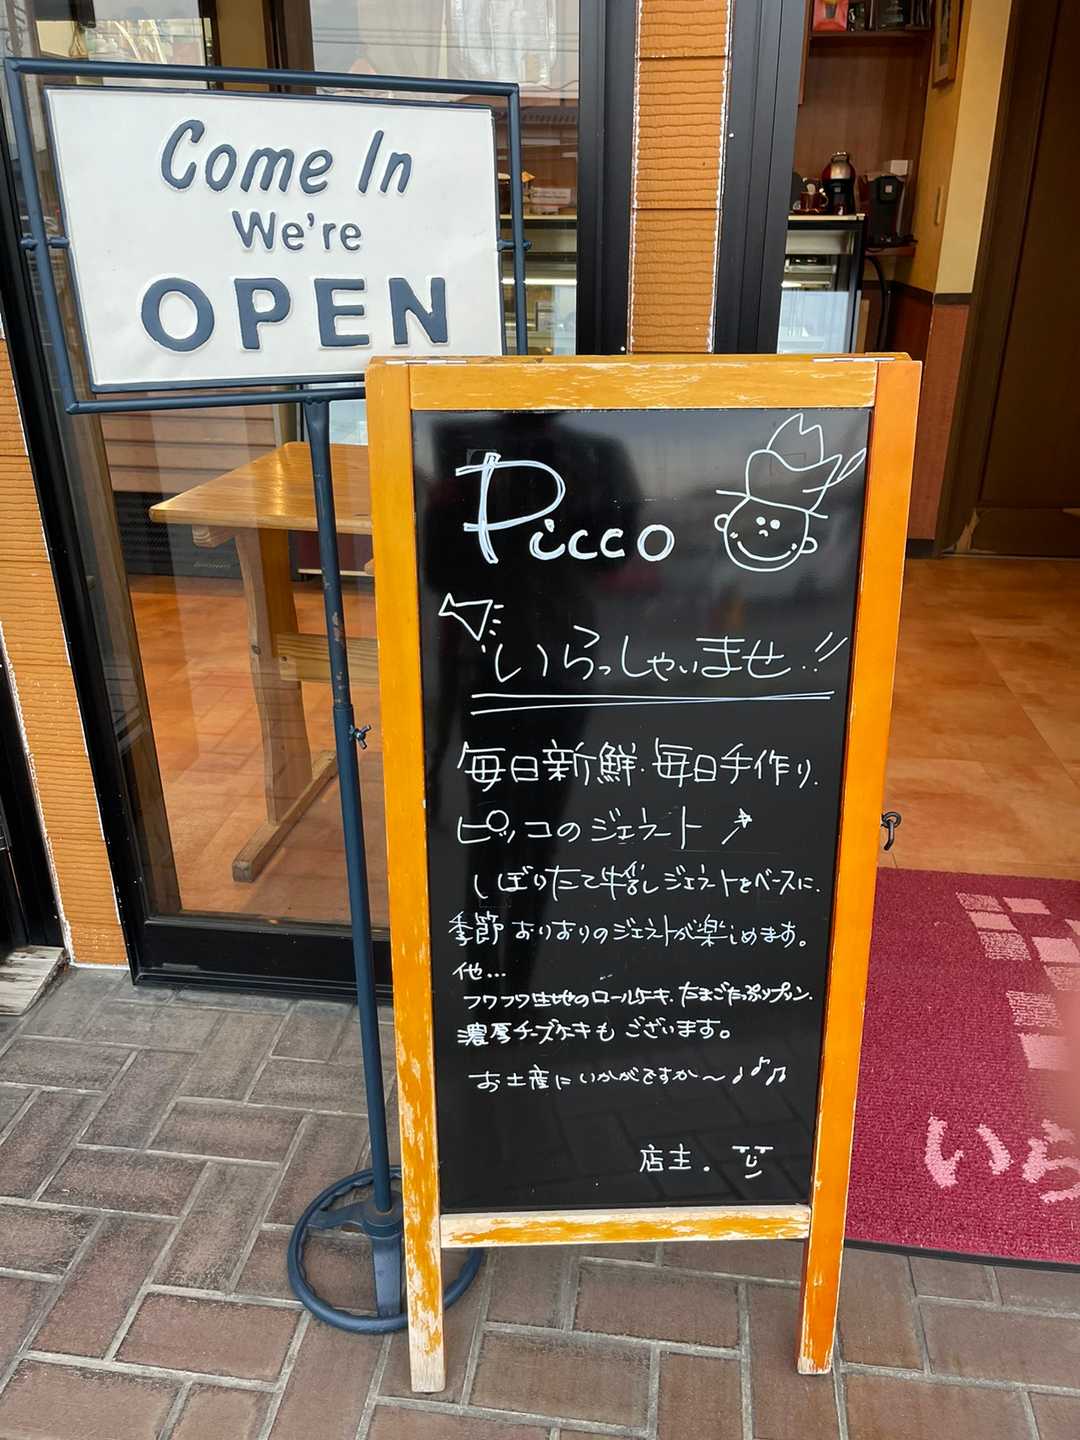 Come In
We're
OPEN
Picco
いらっしゃいませ!!
毎日新鮮.毎日手作り.
ピッコのジェラート
しぼりたて牛乳ジェラートをベースに.
季節おりおりのジェラートが楽しめます。
他...
フワフワ生地のロールケーキ.たまごたっぷりプリン.
濃厚チーズケーキもございます。
お土産にいかがですか〜♩♪♫
店主.
いら